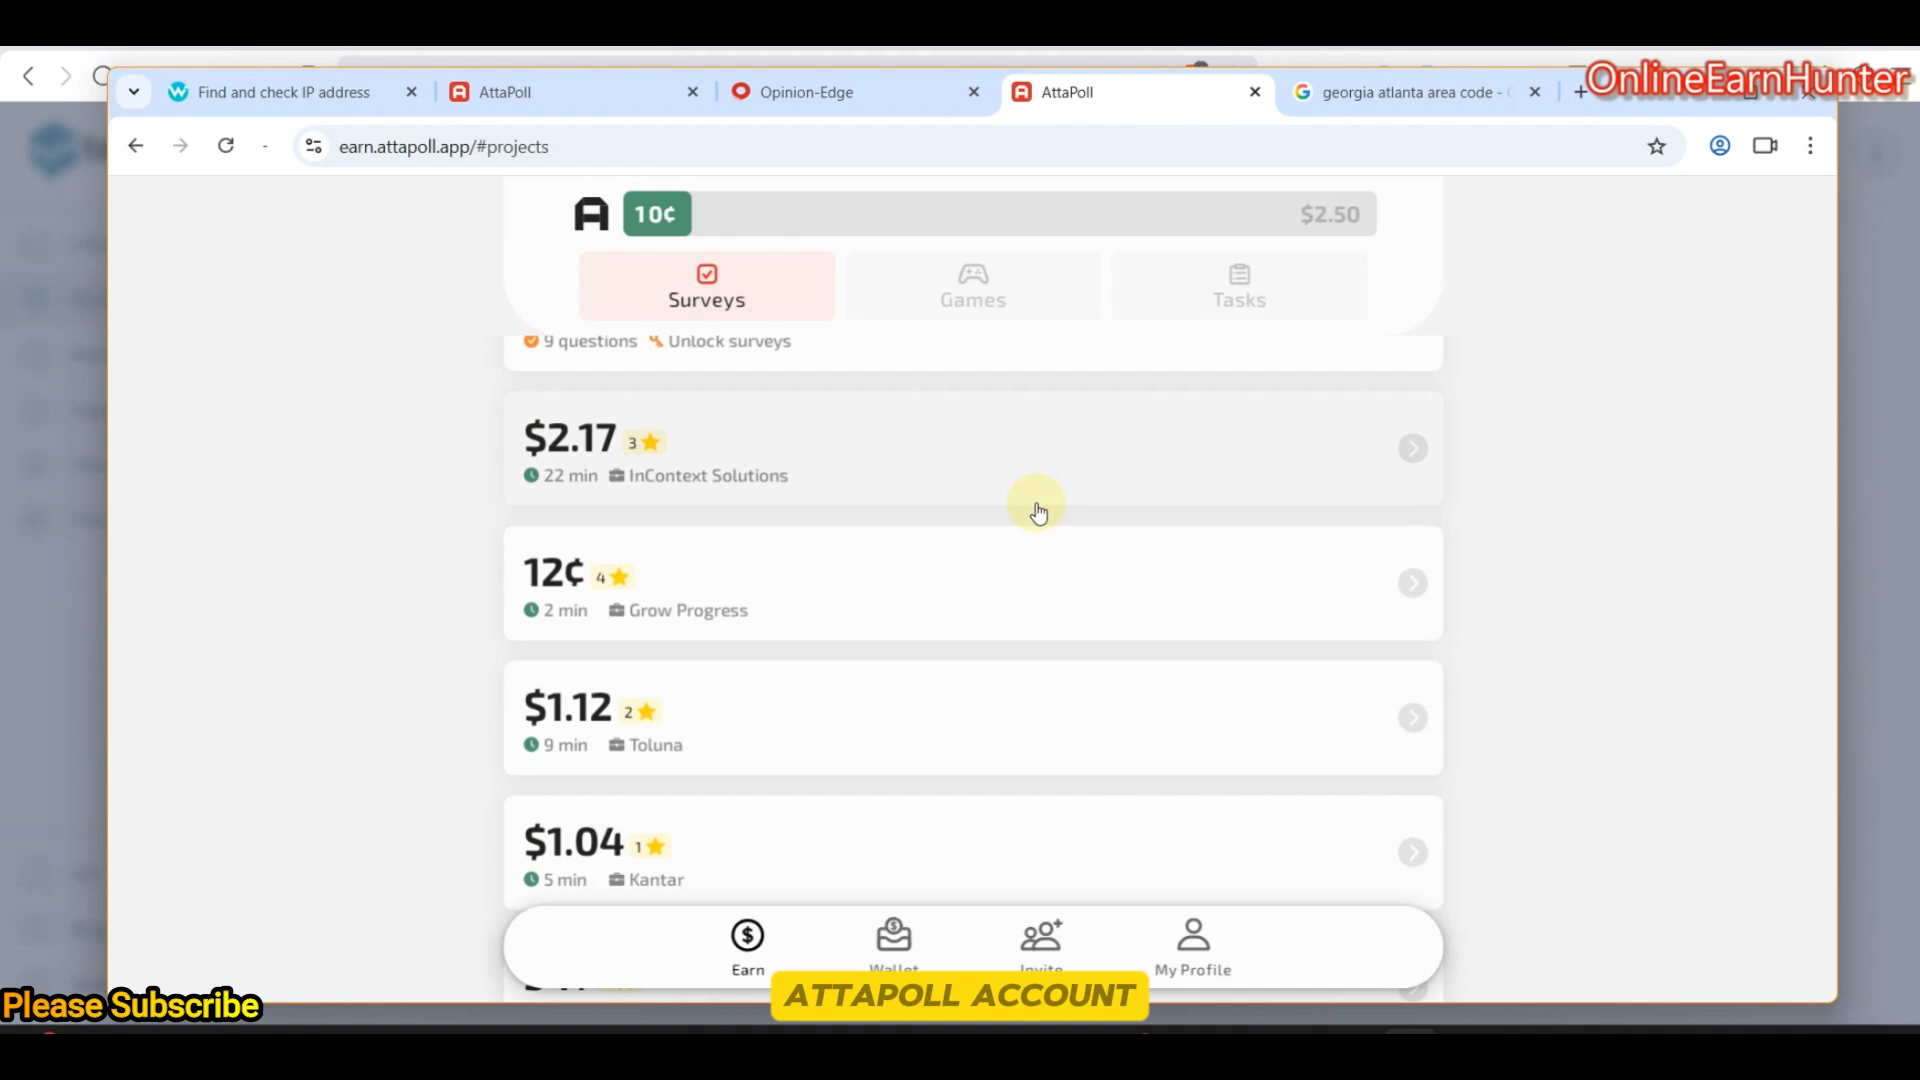 OnlineEarnHunter
Find and check IP address
AttaPoll
Opinion-Edge
AttaPoll
georgia atlanta area code -
earn.attapoll.app/#projects
10¢
$2.50
Surveys
Games
Tasks
9 questions Unlock surveys
$2.17 3
22 min InContext Solutions
12¢ 4
2 min Grow Progress
$1.12 2
9 min Toluna
$1.04 1
5 min Kantar
Earn
Wallet
Invite
My Profile
Please Subscribe
ATTAPOLL ACCOUNT